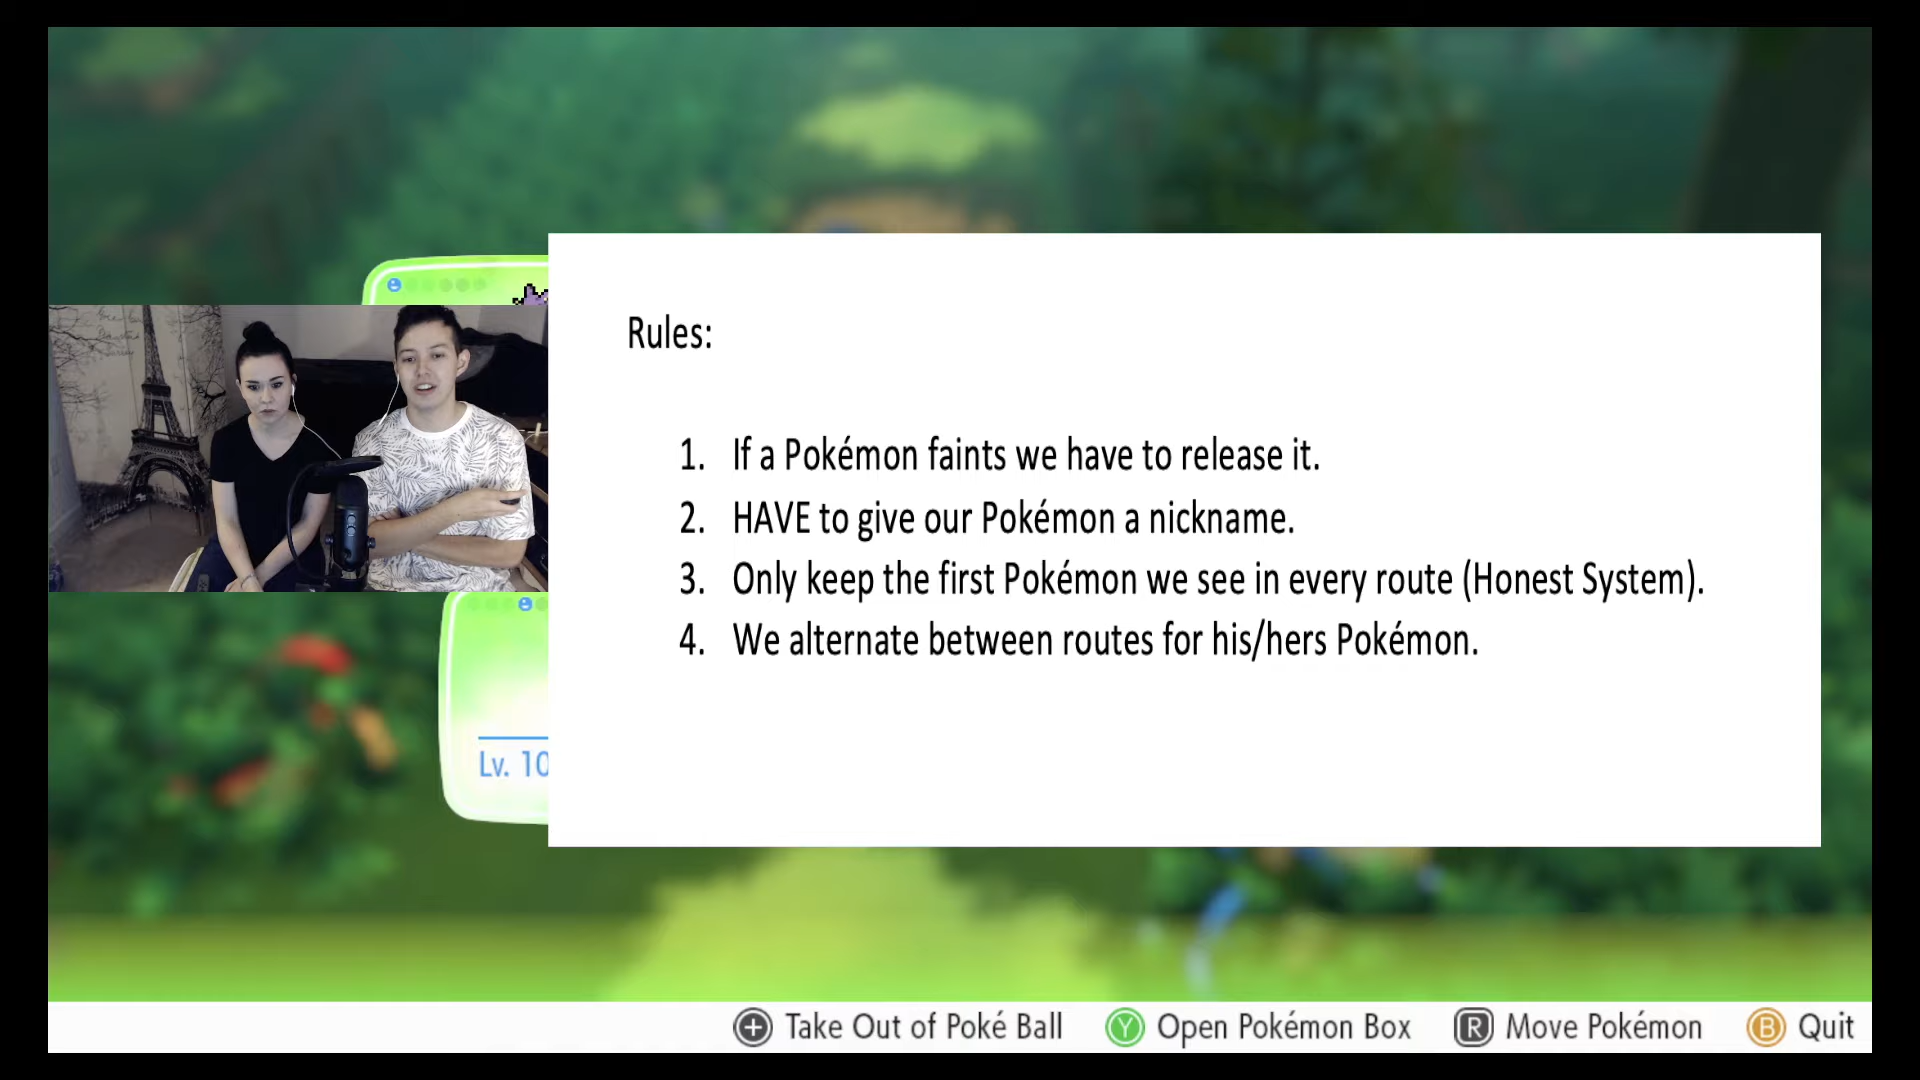 Rules:
1. If a Pokémon faints we have to release it.
2. HAVE to give our Pokémon a nickname.
3. Only keep the first Pokémon we see in every route (Honest System).
4. We alternate between routes for his/hers Pokémon.
Lv. 10
+ Take Out of Poké Ball Y Open Pokémon Box R Move Pokémon B Quit